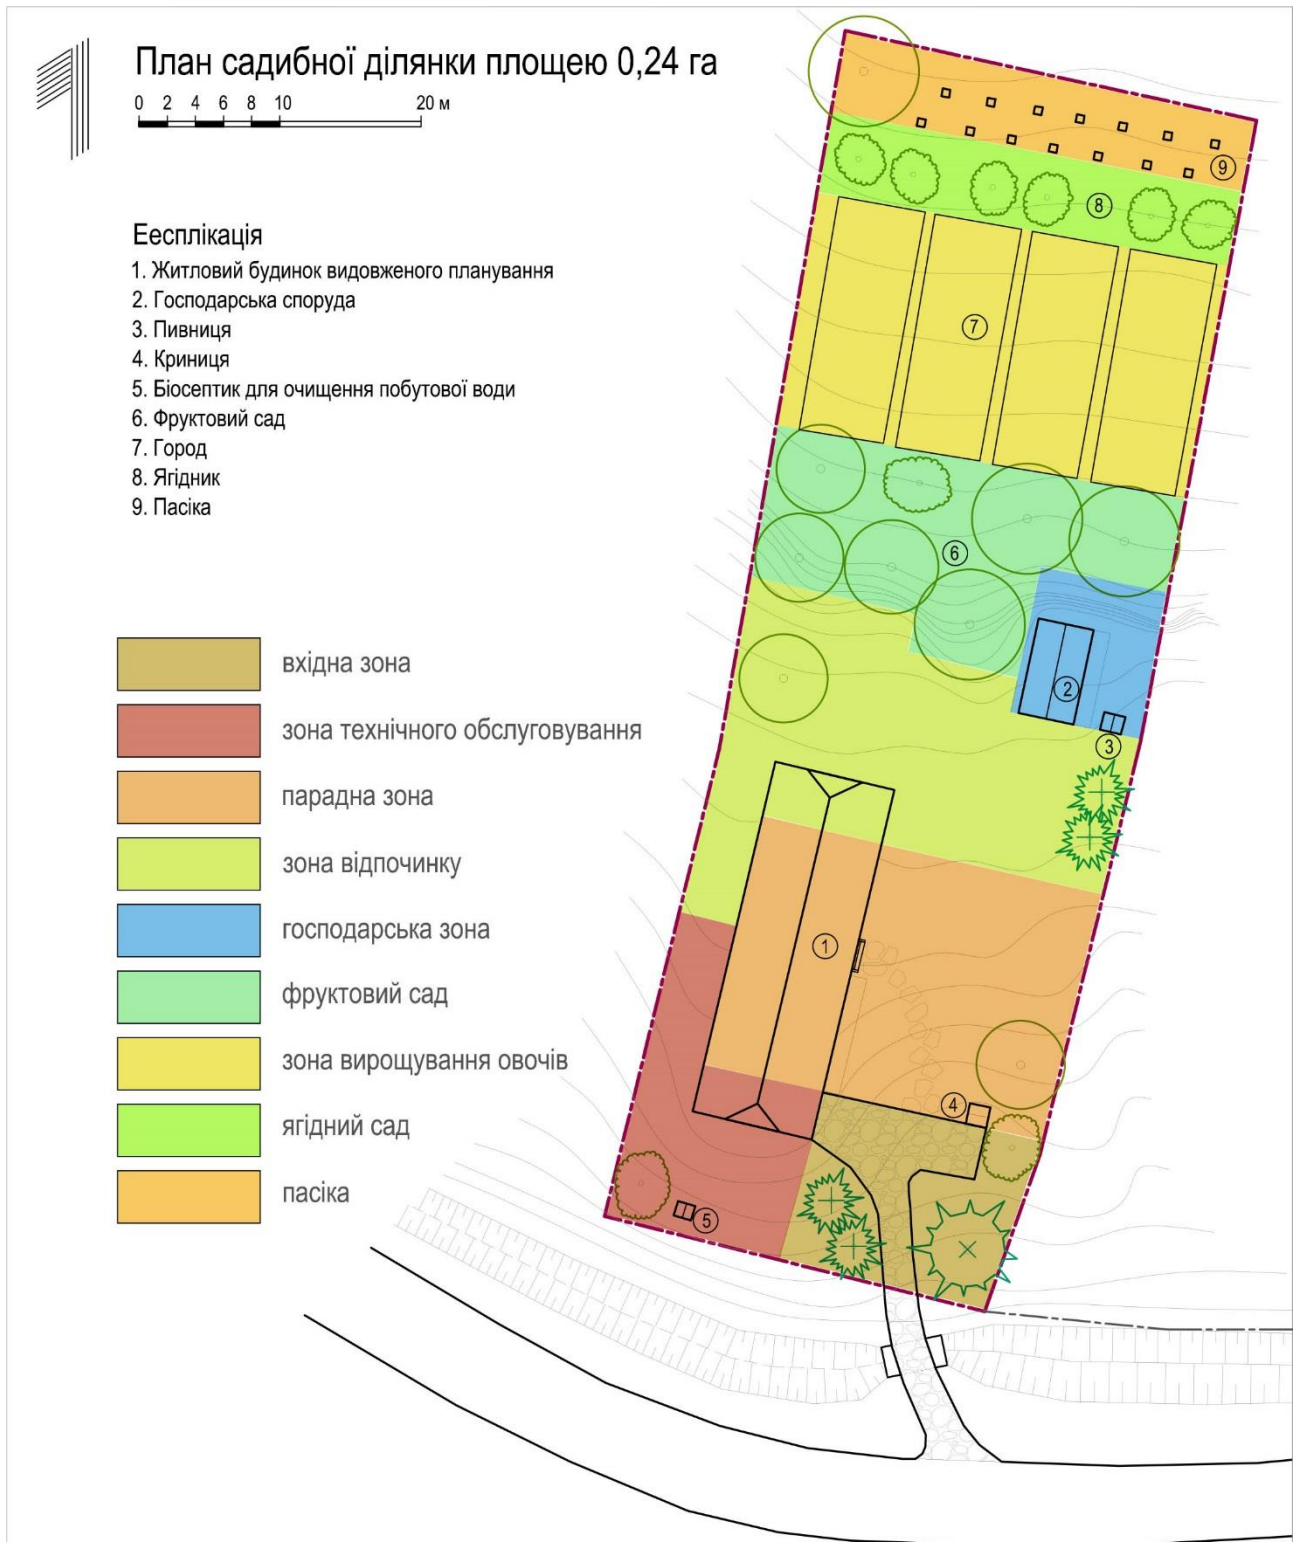 План садибної ділянки площею 0,24 га
0 2 4 6 8 10 20 м
Еесплікація
1. Житловий будинок видовженого планування
2. Господарська споруда
3. Пивниця
4. Криниця
5. Біосептик для очищення побутової води
6. Фруктовий сад
7. Город
8. Ягідник
9. Пасіка
вхідна зона
зона технічного обслуговування
парадна зона
зона відпочинку
господарська зона
фруктовий сад
зона вирощування овочів
ягідний сад
пасіка
9
8
7
6
2
3
1
4
5